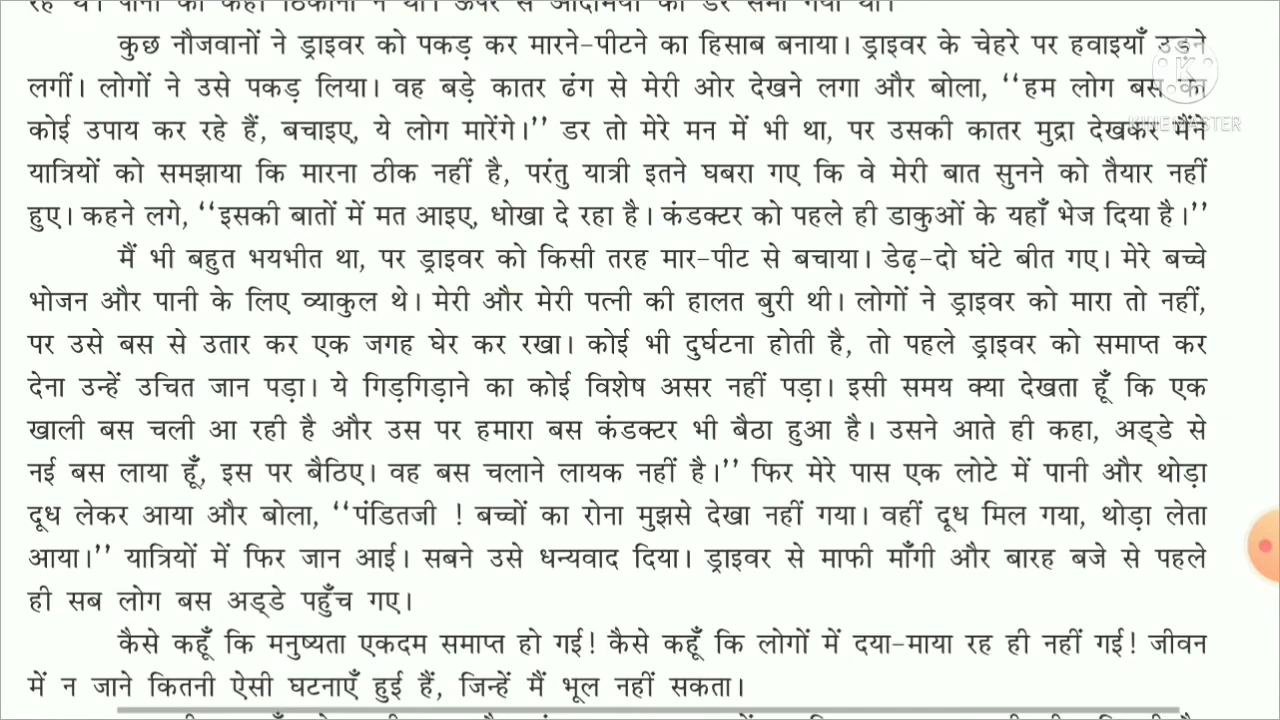 कुछ नौजवानों ने ड्राइवर को पकड़ कर मारने-पीटने का हिसाब बनाया। ड्राइवर के चेहरे पर हवाइयाँ उड़ने
लगीं। लोगों ने उसे पकड़ लिया। वह बड़े कातर ढंग से मेरी ओर देखने लगा और बोला, ‘‘हम लोग बस का
कोई उपाय कर रहे हैं, बचाइए, ये लोग मारेंगे।’’ डर तो मेरे मन में भी था, पर उसकी कातर मुद्रा देखकर मैंने
यात्रियों को समझाया कि मारना ठीक नहीं है, परंतु यात्री इतने घबरा गए कि वे मेरी बात सुनने को तैयार नहीं
हुए। कहने लगे, ‘‘इसकी बातों में मत आइए, धोखा दे रहा है। कंडक्टर को पहले ही डाकुओं के यहाँ भेज दिया है।’’
मैं भी बहुत भयभीत था, पर ड्राइवर को किसी तरह मार-पीट से बचाया। डेढ़-दो घंटे बीत गए। मेरे बच्चे
भोजन और पानी के लिए व्याकुल थे। मेरी और मेरी पत्नी की हालत बुरी थी। लोगों ने ड्राइवर को मारा तो नहीं,
पर उसे बस से उतार कर एक जगह घेर कर रखा। कोई भी दुर्घटना होती है, तो पहले ड्राइवर को समाप्त कर
देना उन्हें उचित जान पड़ा। ये गिड़गिड़ाने का कोई विशेष असर नहीं पड़ा। इसी समय क्या देखता हूँ कि एक
खाली बस चली आ रही है और उस पर हमारा बस कंडक्टर भी बैठा हुआ है। उसने आते ही कहा, अड्डे से
नई बस लाया हूँ, इस पर बैठिए। वह बस चलाने लायक नहीं है।’’ फिर मेरे पास एक लोटे में पानी और थोड़ा
दूध लेकर आया और बोला, ‘‘पंडितजी ! बच्चों का रोना मुझसे देखा नहीं गया। वहीं दूध मिल गया, थोड़ा लेता
आया।’’ यात्रियों में फिर जान आई। सबने उसे धन्यवाद दिया। ड्राइवर से माफी माँगी और बारह बजे से पहले
ही सब लोग बस अड्डे पहुँच गए।
कैसे कहूँ कि मनुष्यता एकदम समाप्त हो गई! कैसे कहूँ कि लोगों में दया-माया रह ही नहीं गई! जीवन
में न जाने कितनी ऐसी घटनाएँ हुई हैं, जिन्हें मैं भूल नहीं सकता।
K
KINEMASTER